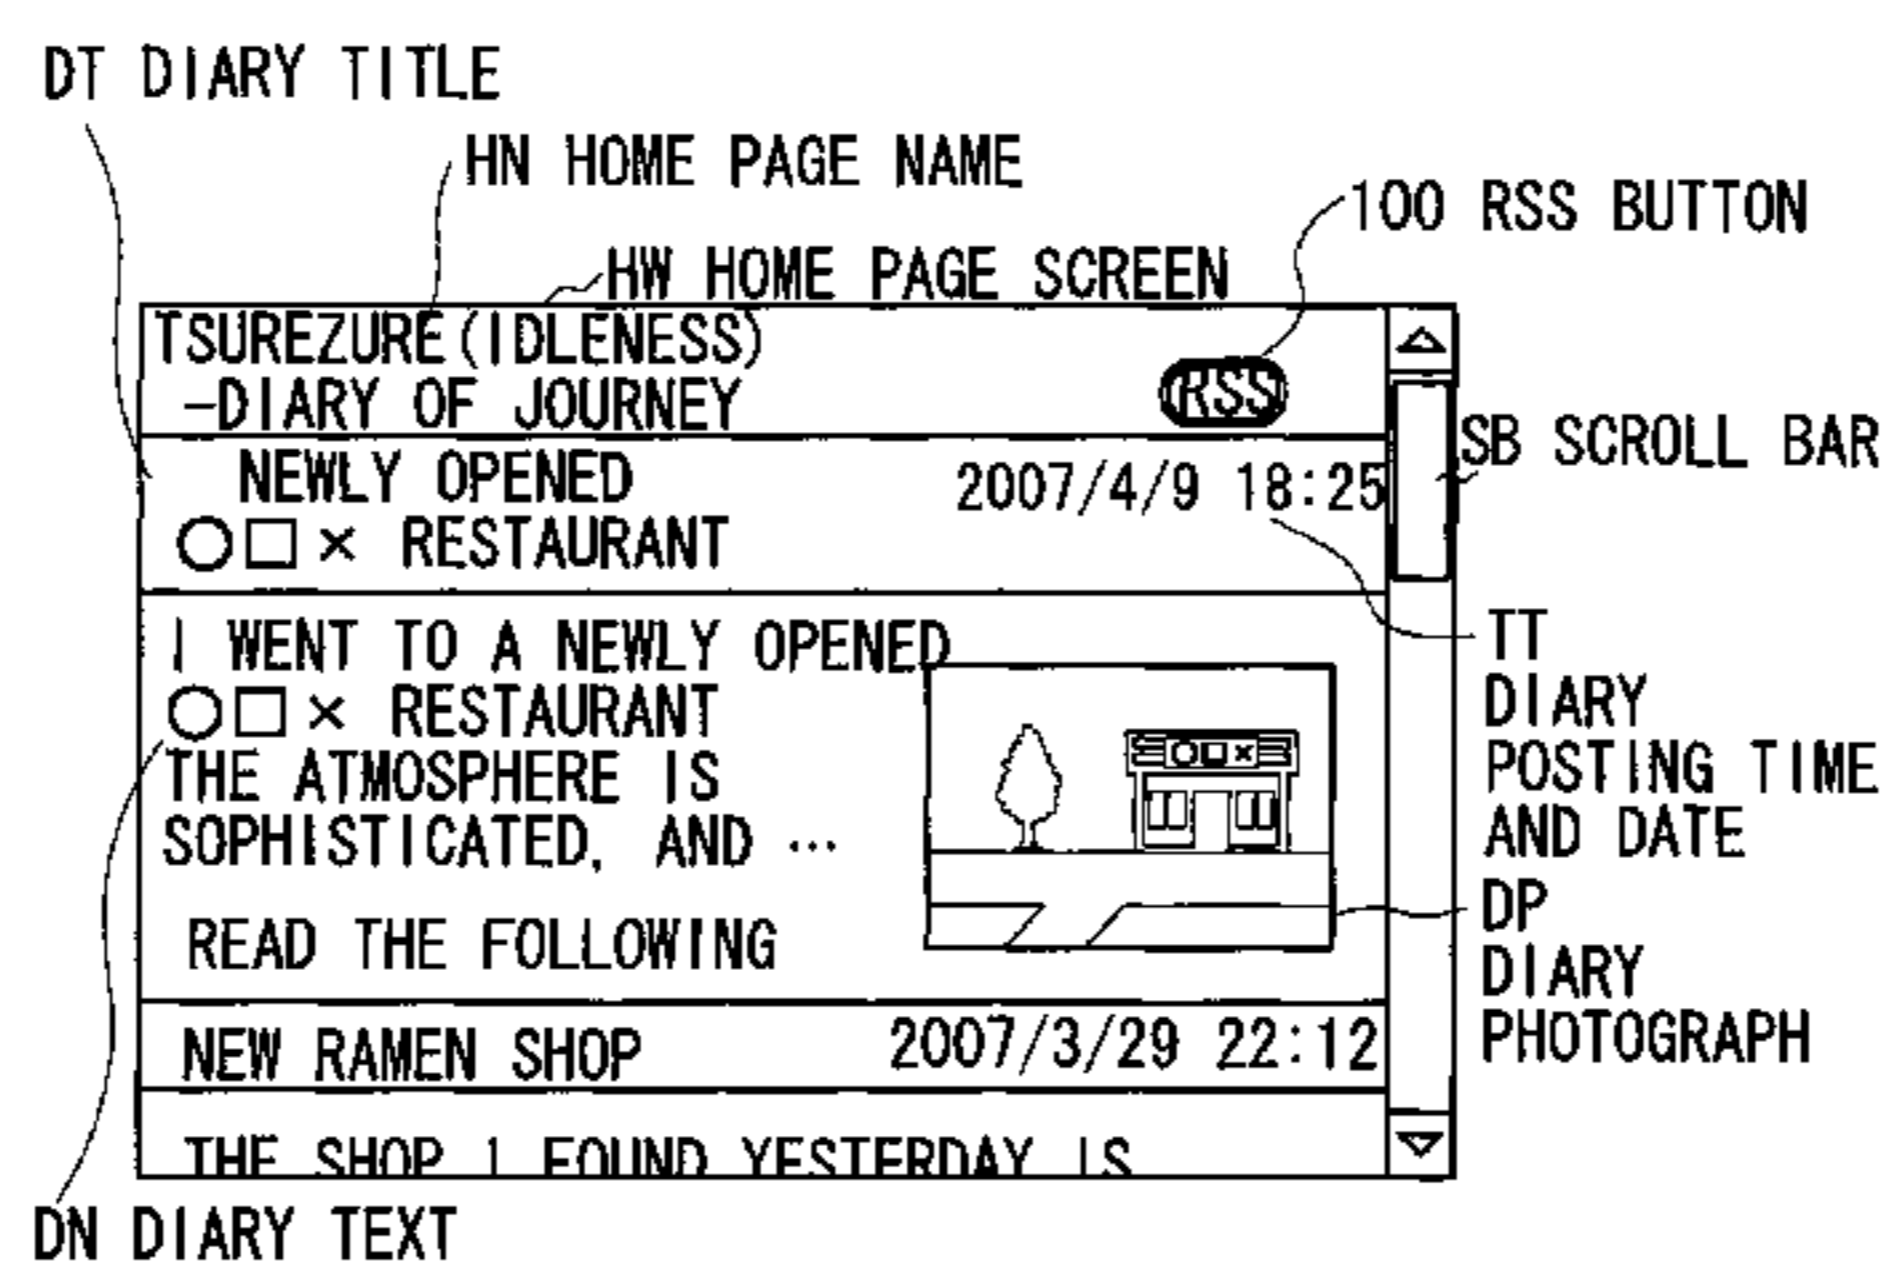 DT DIARY TITLE
HN HOME PAGE NAME
100 RSS BUTTON
HW HOME PAGE SCREEN
TSUREZURE(IDLENESS)
-DIARY OF JOURNEY
RSS
SB SCROLL BAR
NEWLY OPENED
2007/4/9 18:25
○□× RESTAURANT
I WENT TO A NEWLY OPENED
○□× RESTAURANT
THE ATMOSPHERE IS
SOPHISTICATED, AND ...
READ THE FOLLOWING
○□×
TT
DIARY
POSTING TIME
AND DATE
DP
DIARY
PHOTOGRAPH
NEW RAMEN SHOP
2007/3/29 22:12
THE SHOP I FOUND YESTERDAY IS
DN DIARY TEXT